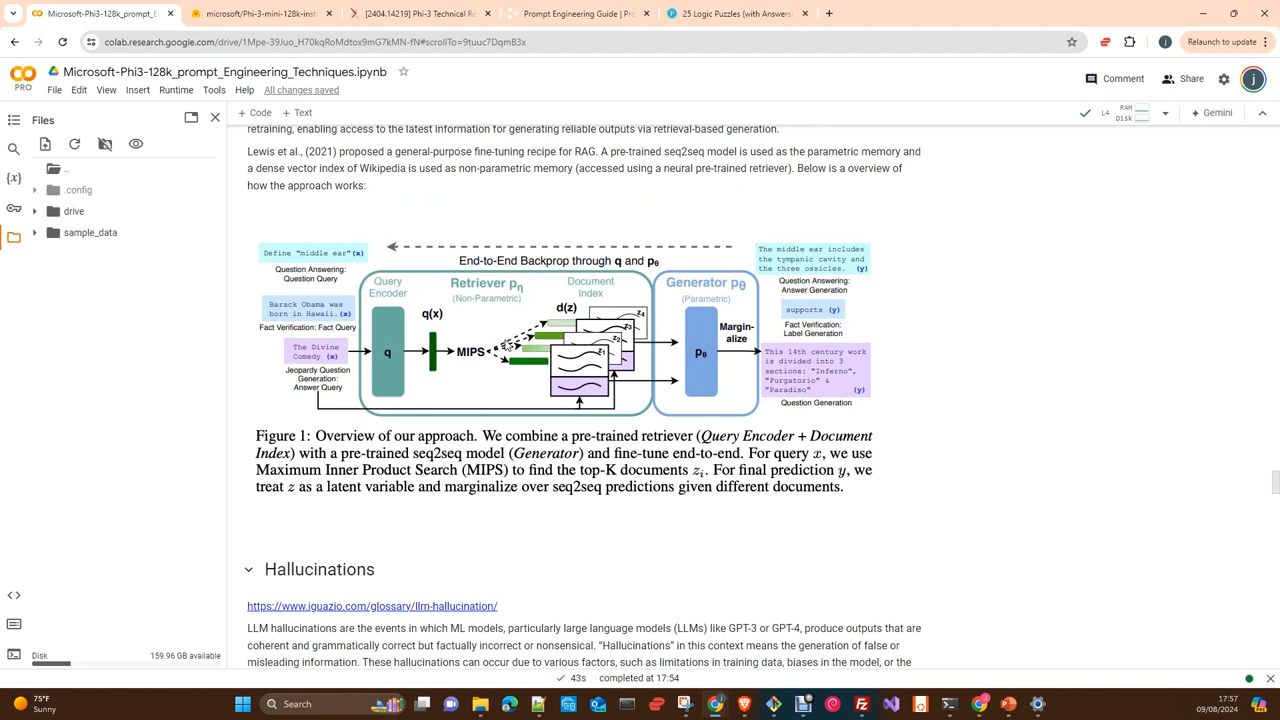 Microsoft-Phi3-128k_prompt_E
microsoft/Phi-3-mini-128k-inst
[2404.14219] Phi-3 Technical Re
Prompt Engineering Guide | Pro
25 Logic Puzzles (with Answers)
colab.research.google.com/drive/1Mpe-39Juo_H70kqRoMdtox9mG7kMN-fN#scrollTo=9tuuc7DqmB3x
Relaunch to update
Microsoft-Phi3-128k_prompt_Engineering_Techniques.ipynb
Comment
Share
PRO
File Edit View Insert Runtime Tools Help All changes saved
Files
+ Code + Text
L4
RAM
Disk
Gemini
..
.config
drive
sample_data
retraining, enabling access to the latest information for generating reliable outputs via retrieval-based generation.
Lewis et al., (2021) proposed a general-purpose fine-tuning recipe for RAG. A pre-trained seq2seq model is used as the parametric memory and
a dense vector index of Wikipedia is used as non-parametric memory (accessed using a neural pre-trained retriever). Below is a overview of
how the approach works:
Define "middle ear"(x)
Question Answering:
Question Query
Barack Obama was
born in Hawaii.(x)
Fact Verification: Fact Query
The Divine
Comedy (x)
Jeopardy Question
Generation:
Answer Query
End-to-End Backprop through q and pθ
Query
Encoder
q
q(x)
Retriever pη
(Non-Parametric)
MIPS
Document
Index
d(z)
z4
z3
z2
z1
Generator pθ
(Parametric)
pθ
Margin-
alize
The middle ear includes
the tympanic cavity and
the three ossicles. (y)
Question Answering:
Answer Generation
supports (y)
Fact Verification:
Label Generation
This 14th century work
is divided into 3
sections: "Inferno",
"Purgatorio" &
"Paradiso" (y)
Question Generation
Figure 1: Overview of our approach. We combine a pre-trained retriever (Query Encoder + Document
Index) with a pre-trained seq2seq model (Generator) and fine-tune end-to-end. For query x, we use
Maximum Inner Product Search (MIPS) to find the top-K documents zi. For final prediction y, we
treat z as a latent variable and marginalize over seq2seq predictions given different documents.
Hallucinations
https://www.iguazio.com/glossary/llm-hallucination/
LLM hallucinations are the events in which ML models, particularly large language models (LLMs) like GPT-3 or GPT-4, produce outputs that are
coherent and grammatically correct but factually incorrect or nonsensical. "Hallucinations" in this context means the generation of false or
misleading information. These hallucinations can occur due to various factors, such as limitations in training data, biases in the model, or the
Disk
159.96 GB available
43s completed at 17:54
75°F
Sunny
Search
17:57
09/08/2024